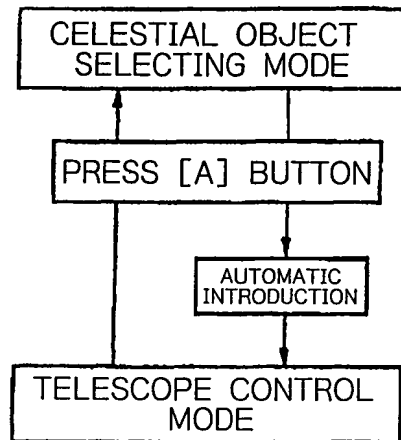 CELESTIAL OBJECT
SELECTING MODE
PRESS [A] BUTTON
AUTOMATIC
INTRODUCTION
TELESCOPE CONTROL
MODE